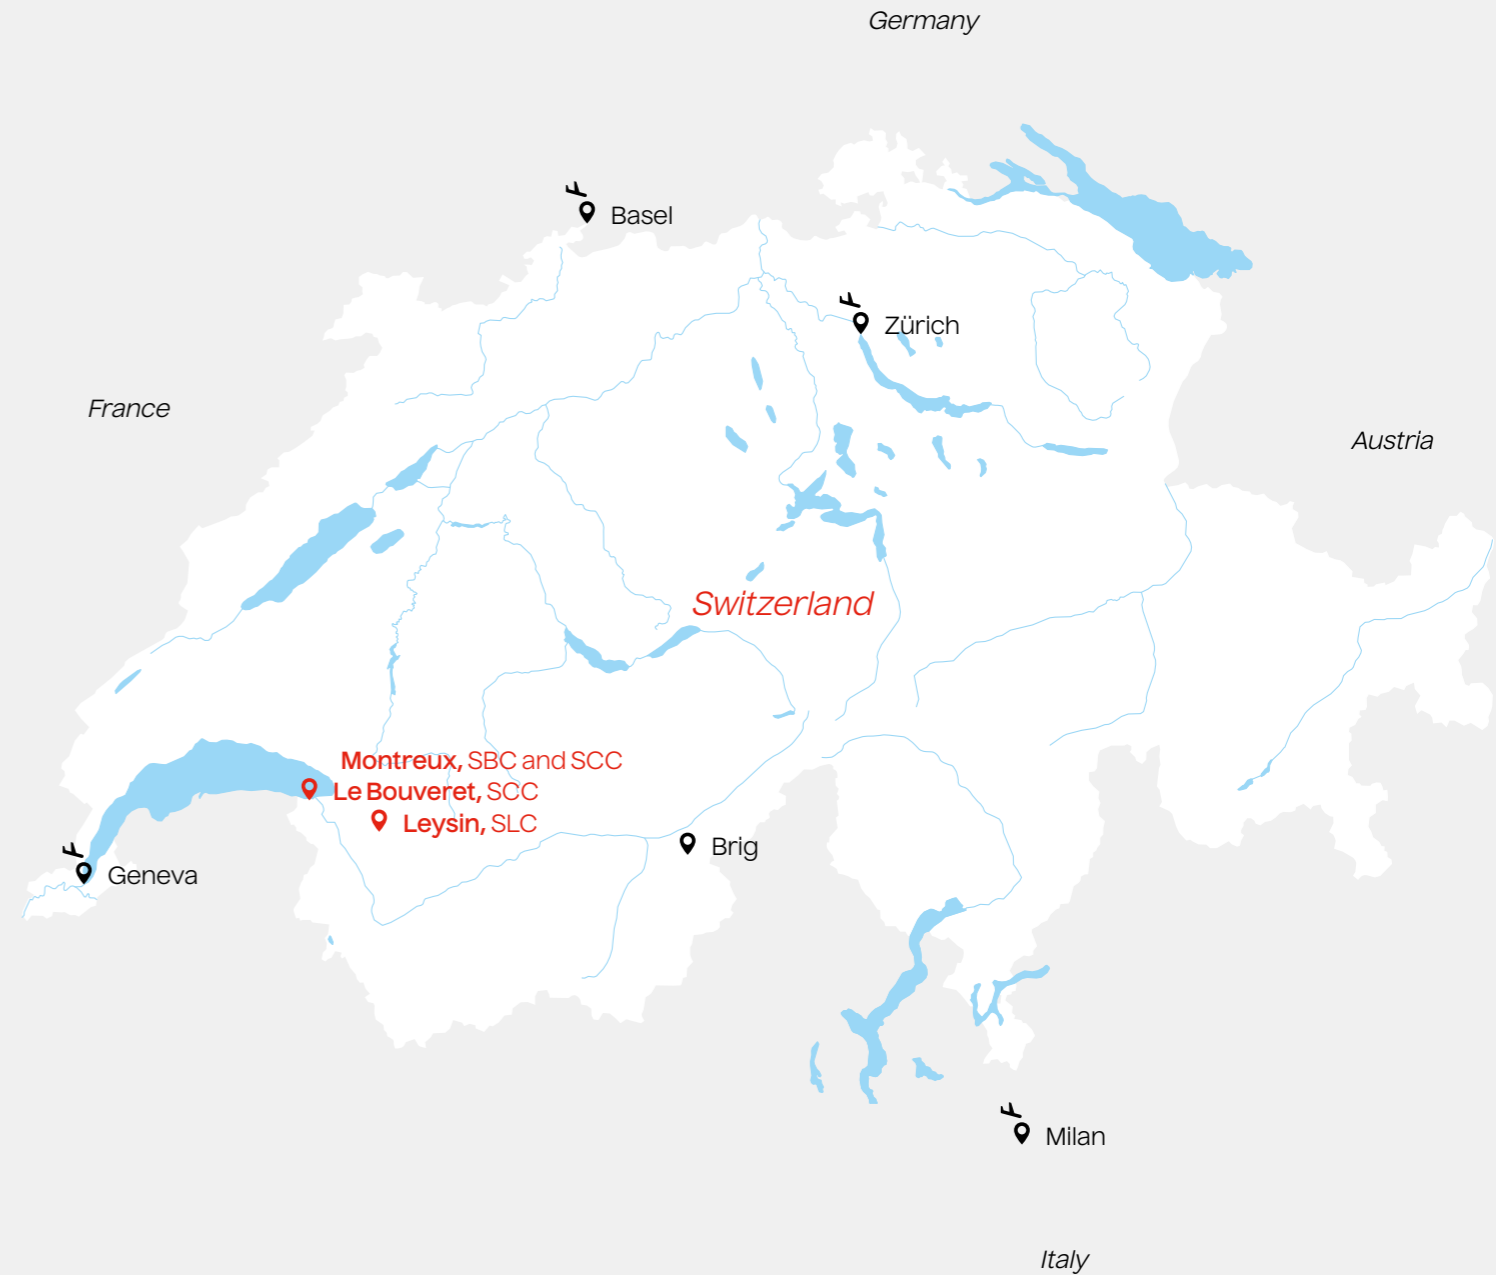 Germany
Basel
Zürich
France
Austria
Switzerland
Montreux, SBC and SCC
Le Bouveret, SCC
Leysin, SLC
Brig
Geneva
Milan
Italy